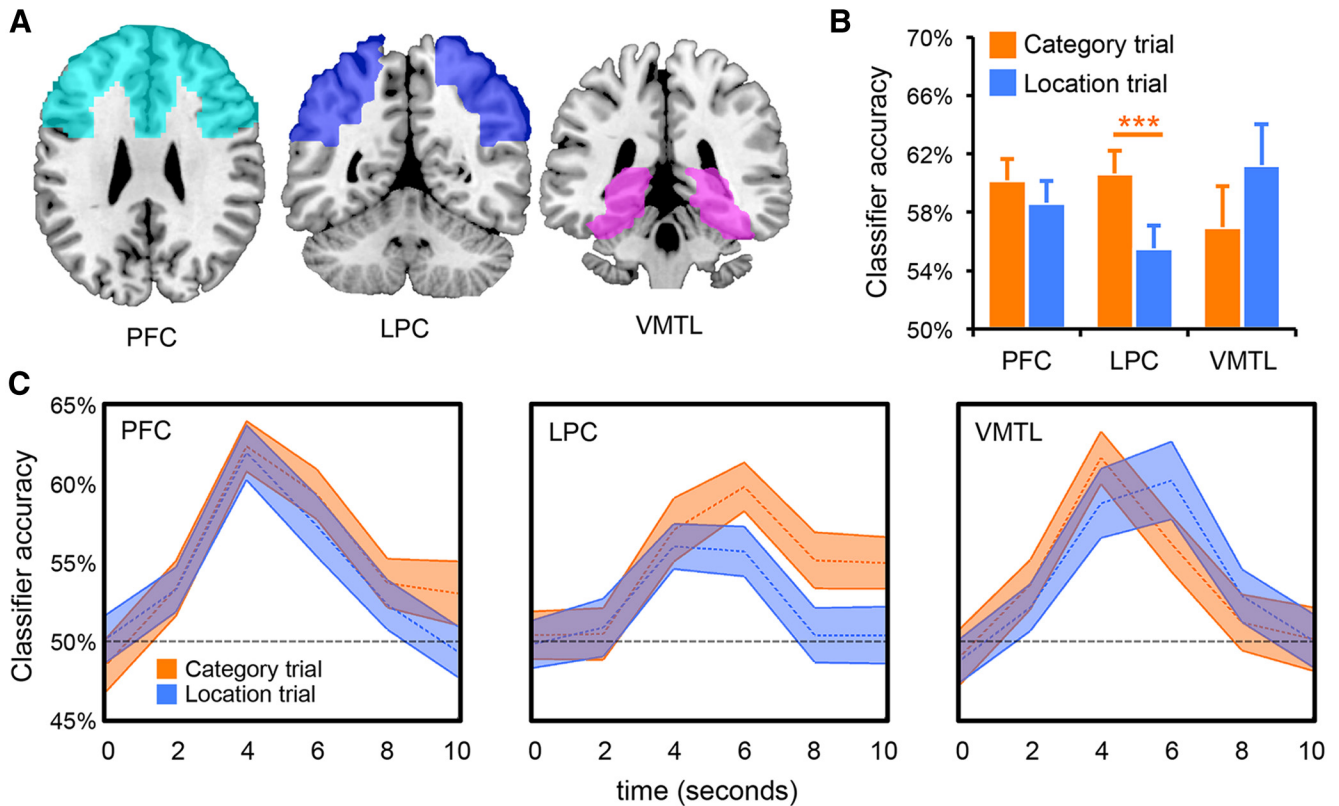 A
PFC
LPC
VMTL
B
Category trial
Location trial
***
Classifier accuracy
70%
66%
62%
58%
54%
50%
PFC
LPC
VMTL
C
Classifier accuracy
65%
60%
55%
50%
45%
PFC
Category trial
Location trial
LPC
VMTL
0 2 4 6 8 10
0 2 4 6 8 10
0 2 4 6 8 10
time (seconds)